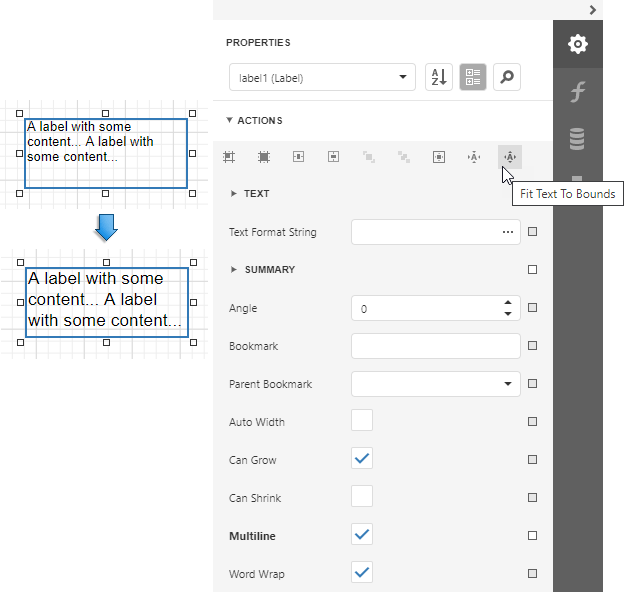 PROPERTIES
label1 (Label)
ACTIONS
A label with some
content... A label with
some content...
Fit Text To Bounds
TEXT
Text Format String
A label with some
content... A label
with some content...
SUMMARY
Angle
0
Bookmark
Parent Bookmark
Auto Width
Can Grow
Can Shrink
Multiline
Word Wrap